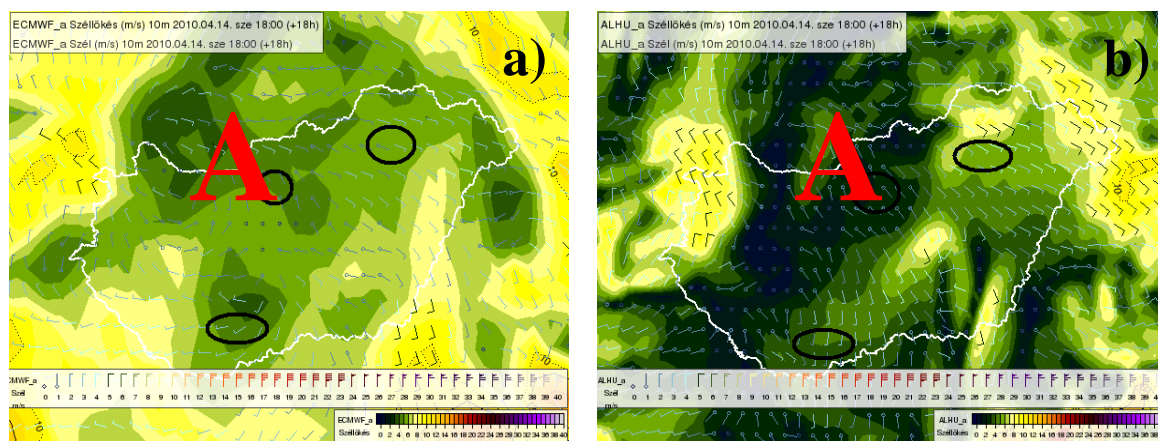 ECMWF_a Széllökés (m/s) 10m 2010.04.14. sze 18:00 (+18h)
ECMWF_a Szél (m/s) 10m 2010.04.14. sze 18:00 (+18h)
a)
A
10
10
10
CMWF_a
Szél
m/s
0 1 2 3 4 5 6 7 8 9 10 11 12 13 14 15 16 17 18 19 20 21 22 23 24 25 26 27 28 29 30 31 32 33 34 35 36 37 38 39 40
ECMWF_a
Széllökés
0 2 4 6 8 10 12 14 16 18 20 22 24 26 28 30 32 34 36 38 40
ALHU_a Széllökés (m/s) 10m 2010.04.14. sze 18:00 (+18h)
ALHU_a Szél (m/s) 10m 2010.04.14. sze 18:00 (+18h)
b)
A
10
ALHU_a
Szél
m/s
0 1 2 3 4 5 6 7 8 9 10 11 12 13 14 15 16 17 18 19 20 21 22 23 24 25 26 27 28 29 30 31 32 33 34 35 36 37 38 39 40
ALHU_a
Széllökés
0 2 4 6 8 10 12 14 16 18 20 22 24 26 28 30 32 34 36 38 40